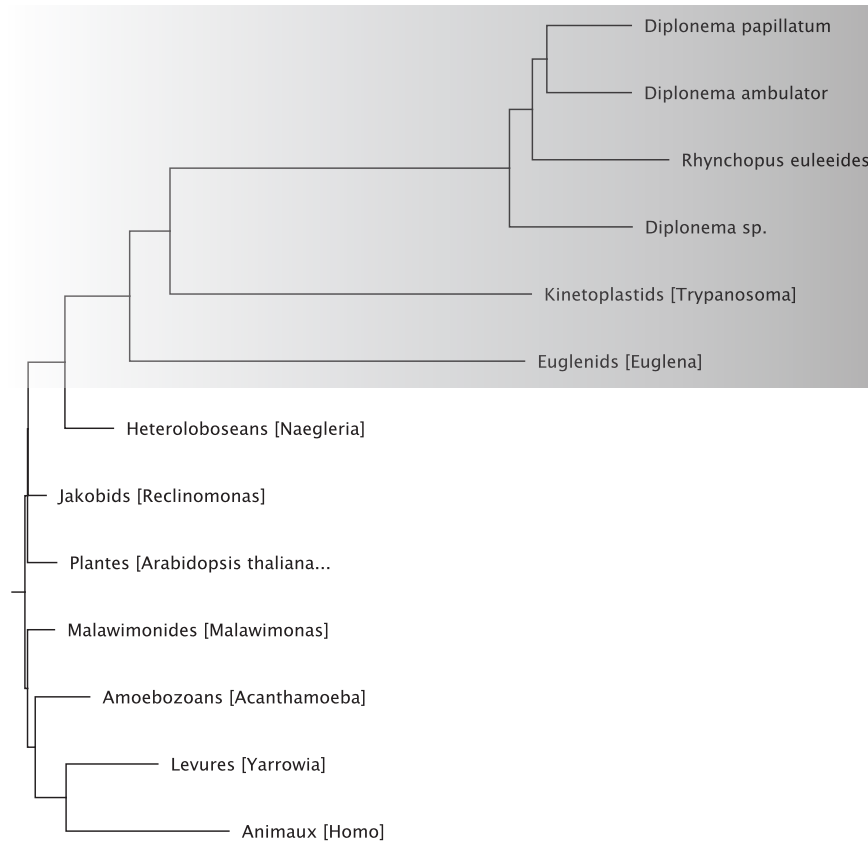 Diplonema papillatum
Diplonema ambulator
Rhynchopus euleeides
Diplonema sp.
Kinetoplastids [Trypanosoma]
Euglenids [Euglena]
Heteroloboseans [Naegleria]
Jakobids [Reclinomonas]
Plantes [Arabidopsis thaliana...
Malawimonides [Malawimonas]
Amoebozoans [Acanthamoeba]
Levures [Yarrowia]
Animaux [Homo]